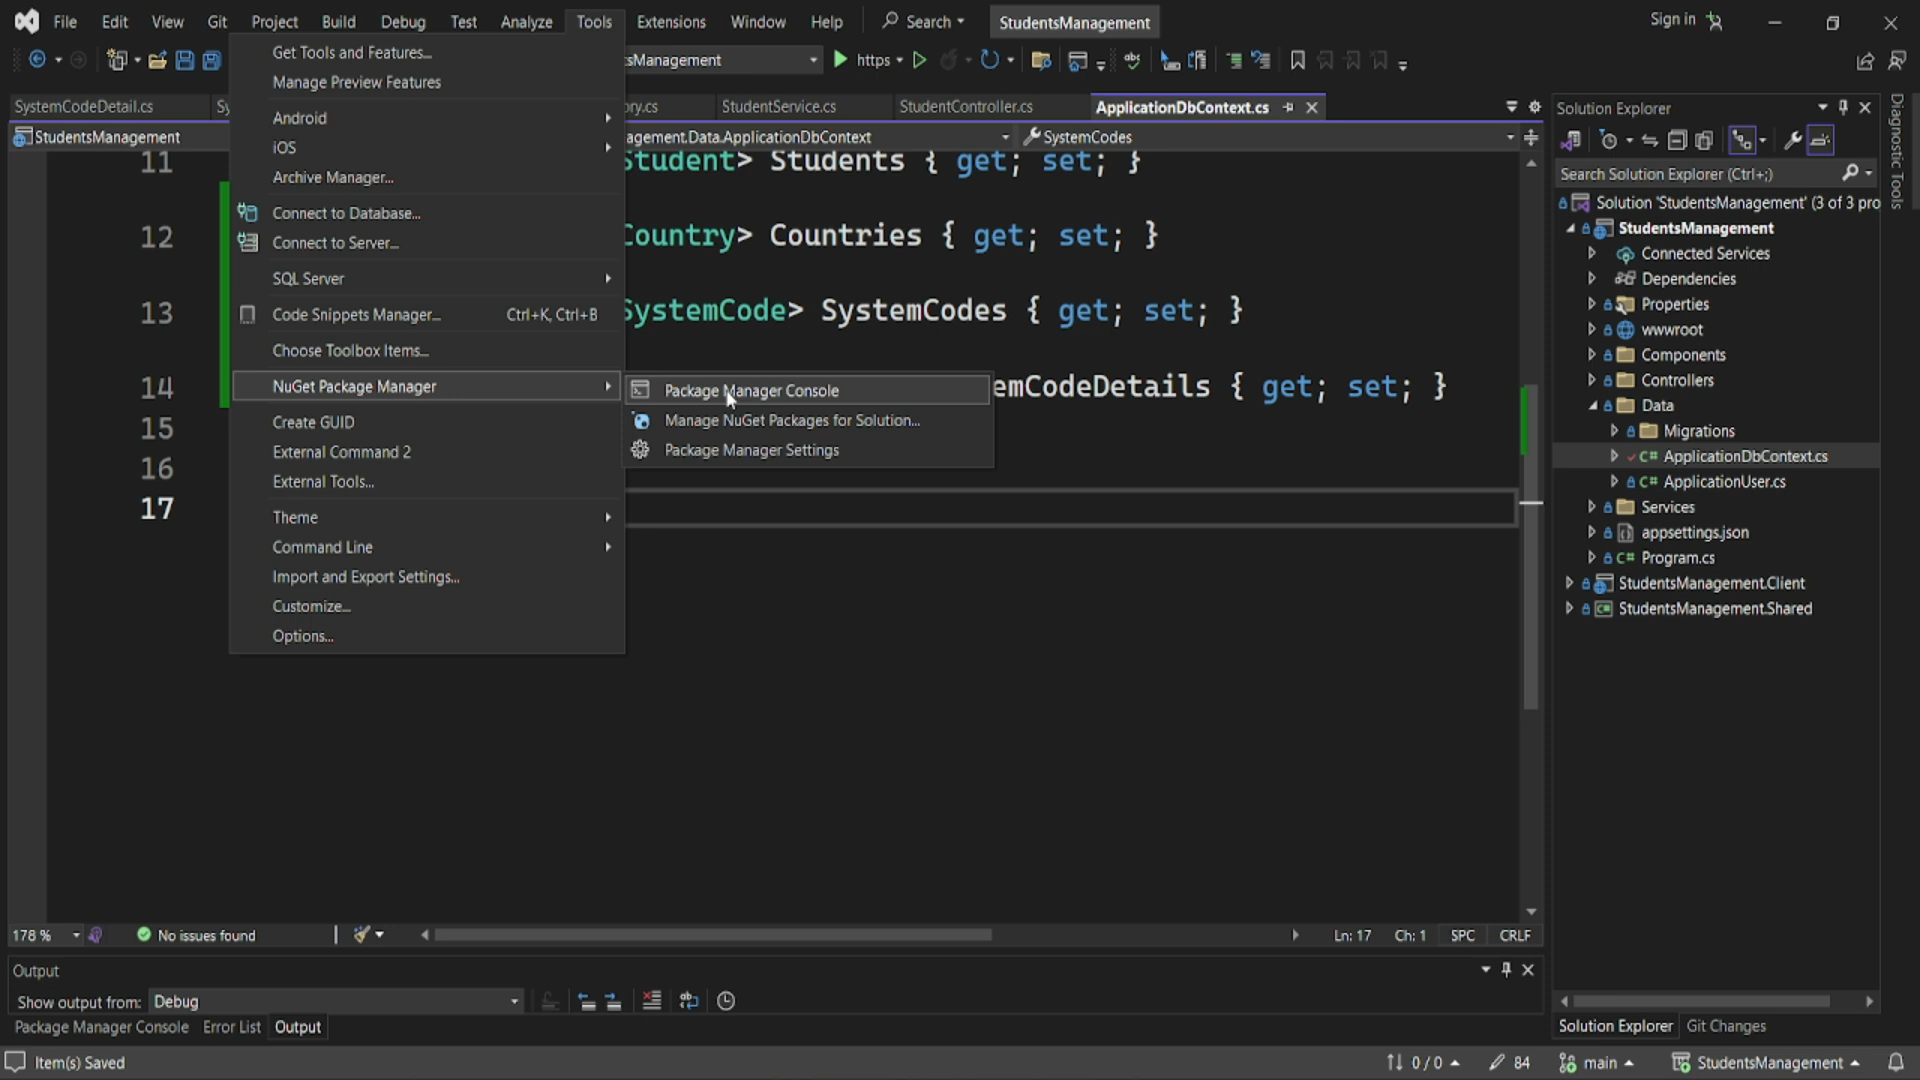 File Edit View Git Project Build Debug Test Analyze Tools Extensions Window Help Search StudentsManagement Sign in
Get Tools and Features...
Manage Preview Features
Android
iOS
Archive Manager...
Connect to Database...
Connect to Server...
SQL Server
Code Snippets Manager... Ctrl+K, Ctrl+B
Choose Toolbox Items...
NuGet Package Manager
Create GUID
External Command 2
External Tools...
Theme
Command Line
Import and Export Settings...
Customize...
Options...
Package Manager Console
Manage NuGet Packages for Solution...
Package Manager Settings
sManagement https
SystemCodeDetail.cs Sy ry.cs StudentService.cs StudentController.cs ApplicationDbContext.cs
StudentsManagement agement.Data.ApplicationDbContext SystemCodes
11 Student> Students { get; set; }
12 Country> Countries { get; set; }
13 SystemCode> SystemCodes { get; set; }
14 emCodeDetails { get; set; }
15
16
17
178 % No issues found Ln: 17 Ch: 1 SPC CRLF
Output
Show output from: Debug
Package Manager Console Error List Output
Solution Explorer
Search Solution Explorer (Ctrl+;)
Solution 'StudentsManagement' (3 of 3 pro
StudentsManagement
Connected Services
Dependencies
Properties
wwwroot
Components
Controllers
Data
Migrations
C# ApplicationDbContext.cs
C# ApplicationUser.cs
Services
appsettings.json
C# Program.cs
StudentsManagement.Client
StudentsManagement.Shared
Solution Explorer Git Changes
Diagnostic Tools
Item(s) Saved 0 / 0 84 main StudentsManagement